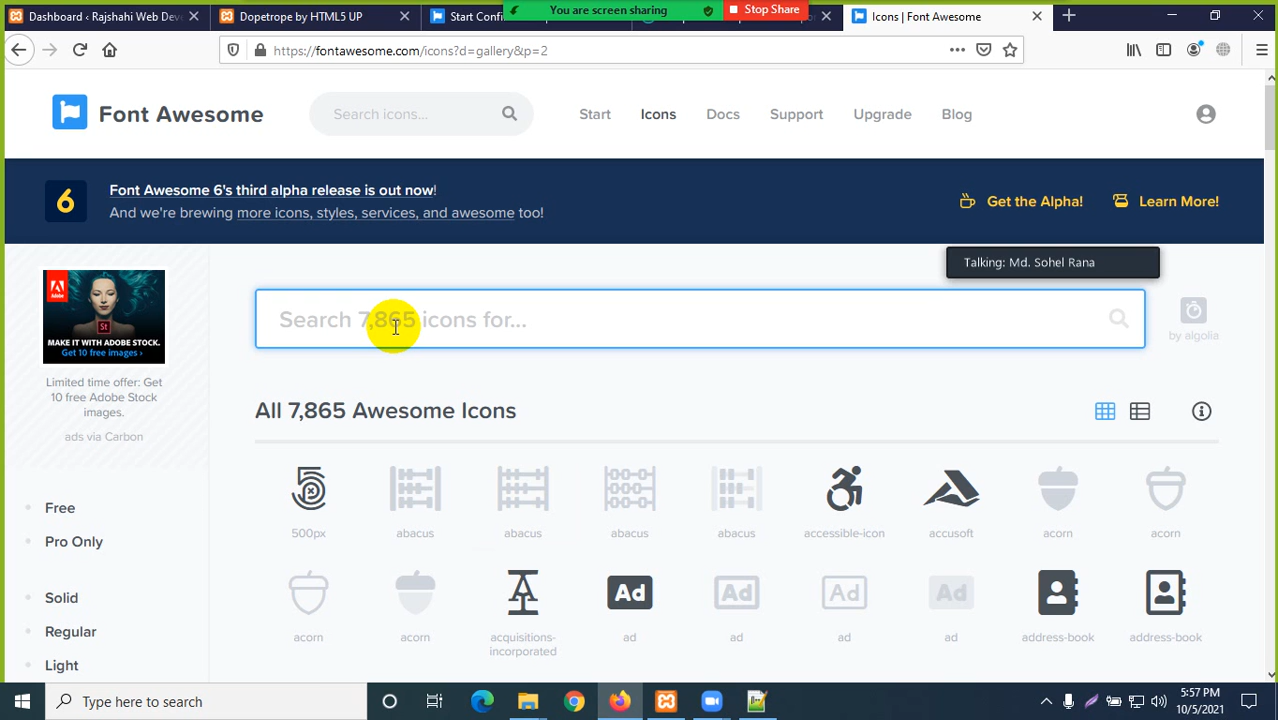 Dashboard ‹ Rajshahi Web Dev
Dopetrope by HTML5 UP
Start Confi
You are screen sharing
Stop Share
Icons | Font Awesome
https://fontawesome.com/icons?d=gallery&p=2
Font Awesome
Search icons...
Start
Icons
Docs
Support
Upgrade
Blog
6
Font Awesome 6's third alpha release is out now!
And we're brewing more icons, styles, services, and awesome too!
Get the Alpha!
Learn More!
Talking: Md. Sohel Rana
St
MAKE IT WITH ADOBE STOCK.
Get 10 free images ›
Limited time offer: Get
10 free Adobe Stock
images.
ads via Carbon
Search 7,865 icons for...
by algolia
All 7,865 Awesome Icons
500px
abacus
abacus
abacus
abacus
accessible-icon
accusoft
acorn
acorn
Ad
Ad
Ad
Ad
acorn
acorn
acquisitions-
incorporated
ad
ad
ad
ad
address-book
address-book
Free
Pro Only
Solid
Regular
Light
Type here to search
5:57 PM
10/5/2021